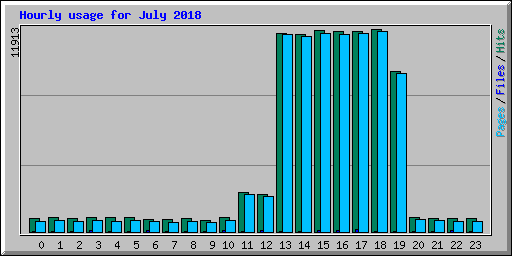 Hourly usage for July 2018
11913
Pages/Files/Hits
0 1 2 3 4 5 6 7 8 9 10 11 12 13 14 15 16 17 18 19 20 21 22 23